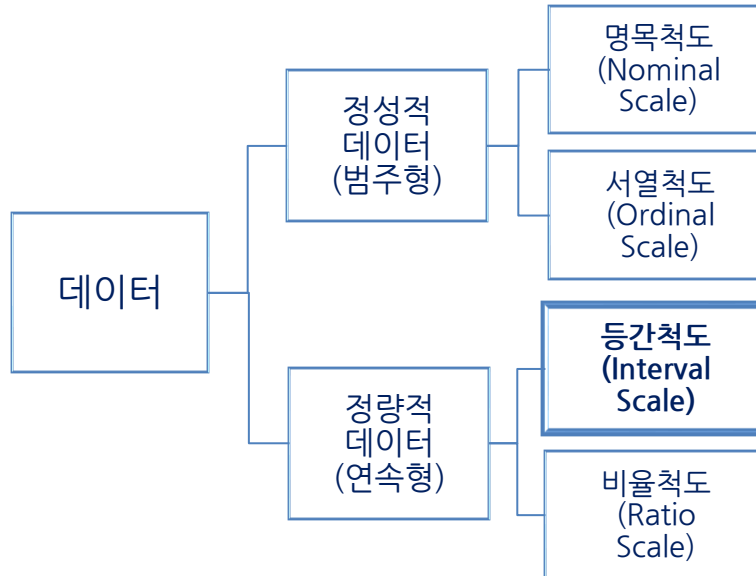 데이터
정성적
데이터
(범주형)
정량적
데이터
(연속형)
명목척도
(Nominal
Scale)
서열척도
(Ordinal
Scale)
등간척도
(Interval
Scale)
비율척도
(Ratio
Scale)